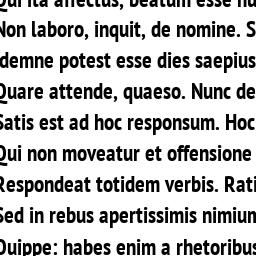 Qui ita affectus, beatum esse nu
Non laboro, inquit, de nomine. S
demne potest esse dies saepius
Quare attende, quaeso. Nunc de
Satis est ad hoc responsum. Hoc
Qui non moveatur et offensione
Respondeat totidem verbis. Rati
Sed in rebus apertissimis nimium
Quippe: habes enim a rhetoribus